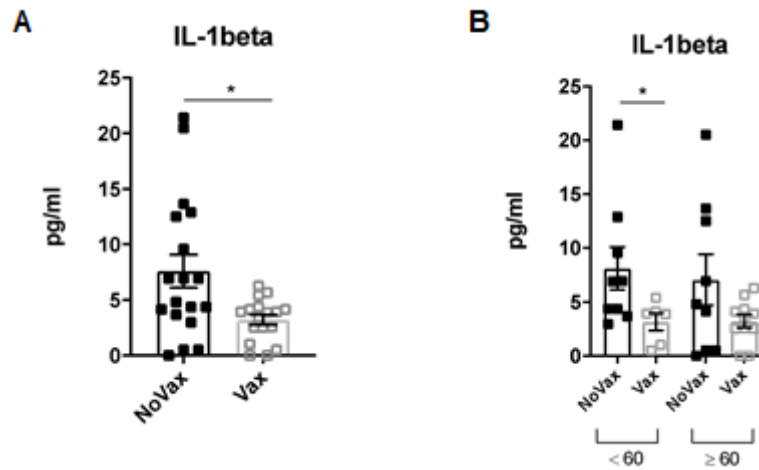 A
IL-1beta
*
pg/ml
25
20
15
10
5
0
NoVax
Vax
B
IL-1beta
*
pg/ml
25
20
15
10
5
0
NoVax
Vax
NoVax
Vax
< 60
≥ 60